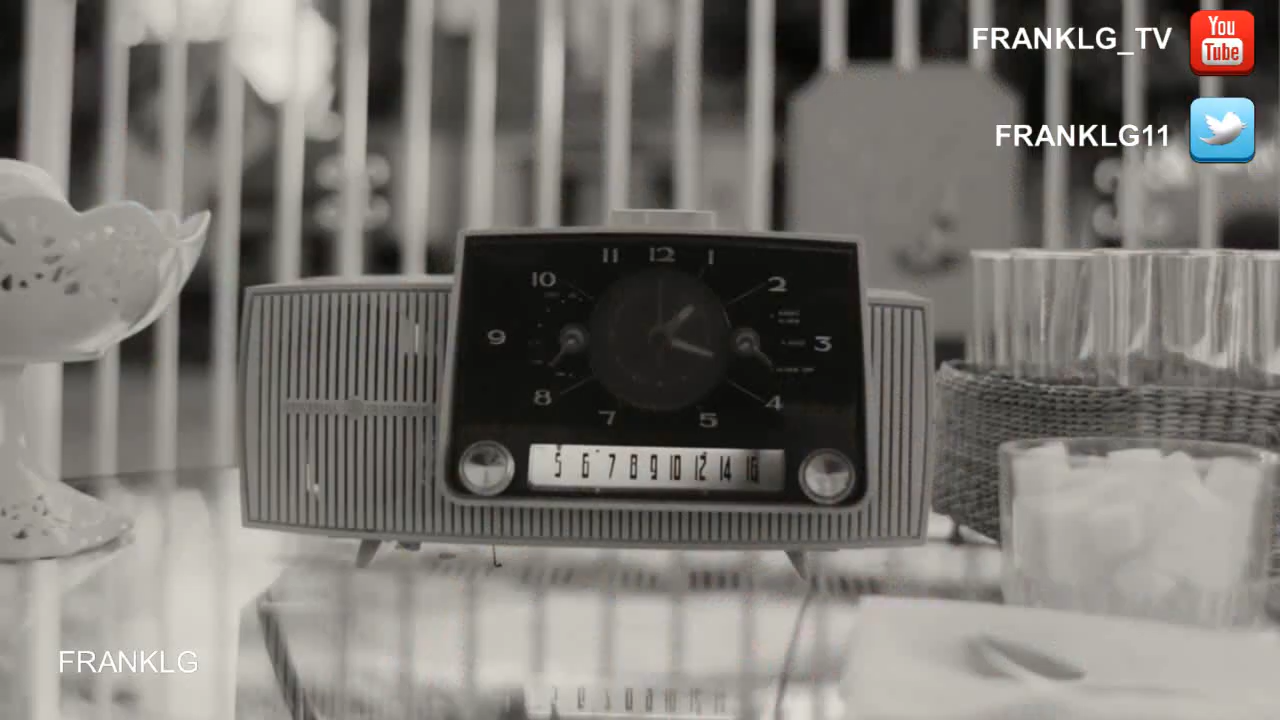 FRANKLG_TV
You
Tube
FRANKLG11
11 12 1
10 2
9 3
8 4
7 5
5 6 7 8 9 10 12 14 16
FRANKLG